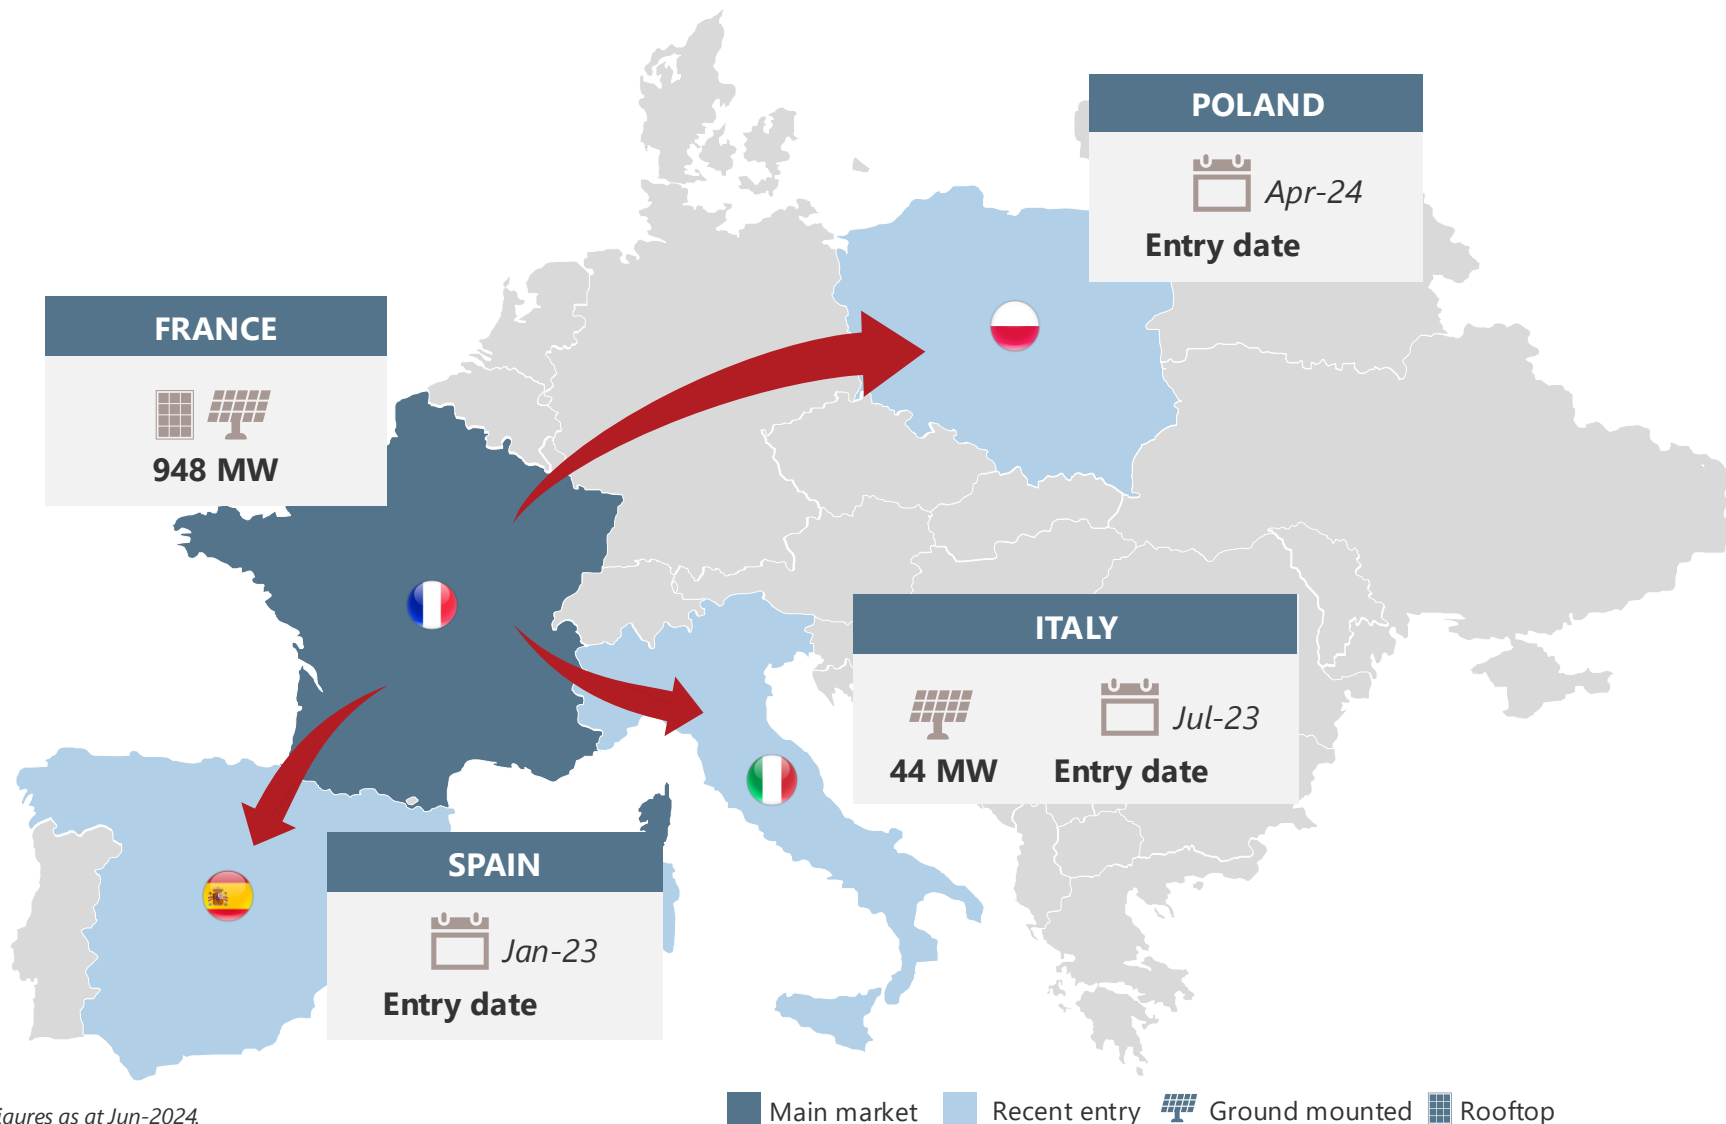 POLAND
Apr-24
Entry date
FRANCE
948 MW
ITALY
Jul-23
44 MW
Entry date
SPAIN
Jan-23
Entry date
Main market
Recent entry
Ground mounted
Rooftop
as at Jun-2024.